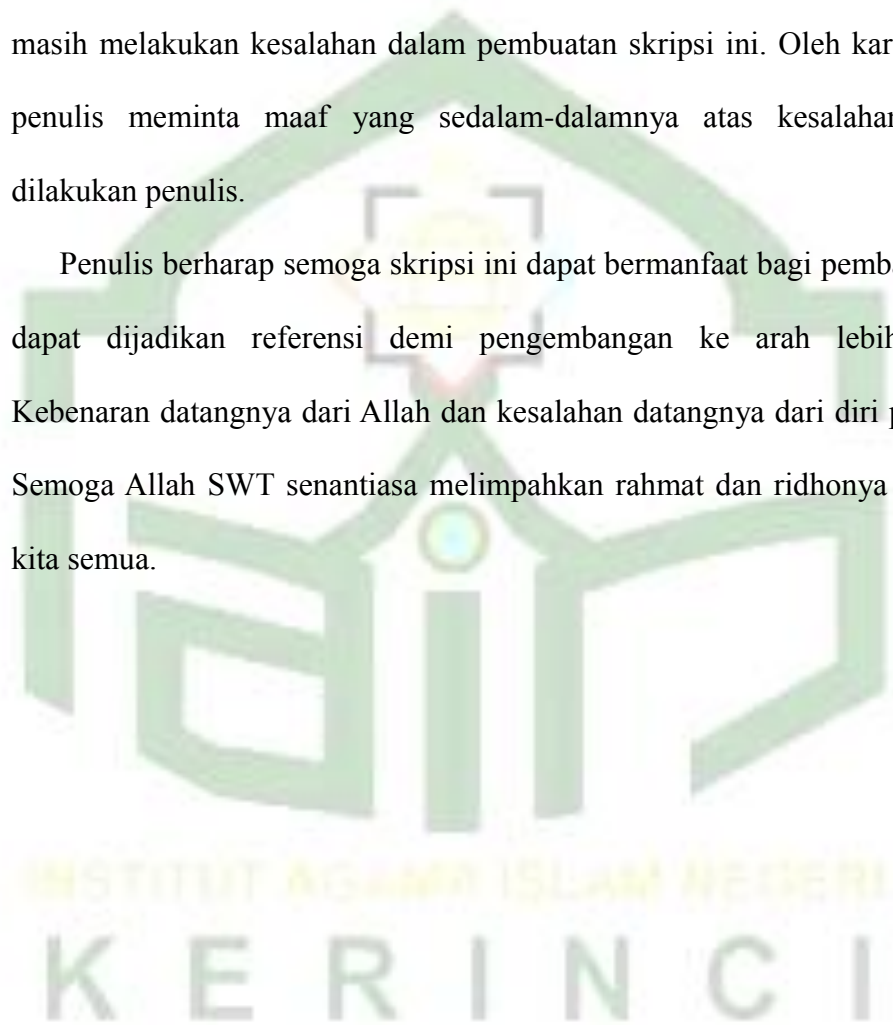 masih melakukan kesalahan dalam pembuatan skripsi ini. Oleh kar
penulis meminta maaf yang sedalam-dalamnya atas kesalahan
dilakukan penulis.
Penulis berharap semoga skripsi ini dapat bermanfaat bagi pemba
dapat dijadikan referensi demi pengembangan ke arah lebih
Kebenaran datangnya dari Allah dan kesalahan datangnya dari diri p
Semoga Allah SWT senantiasa melimpahkan rahmat dan ridhonya
kita semua.
INSTITUT AGAMA ISLAM NEGERI
KERINCI